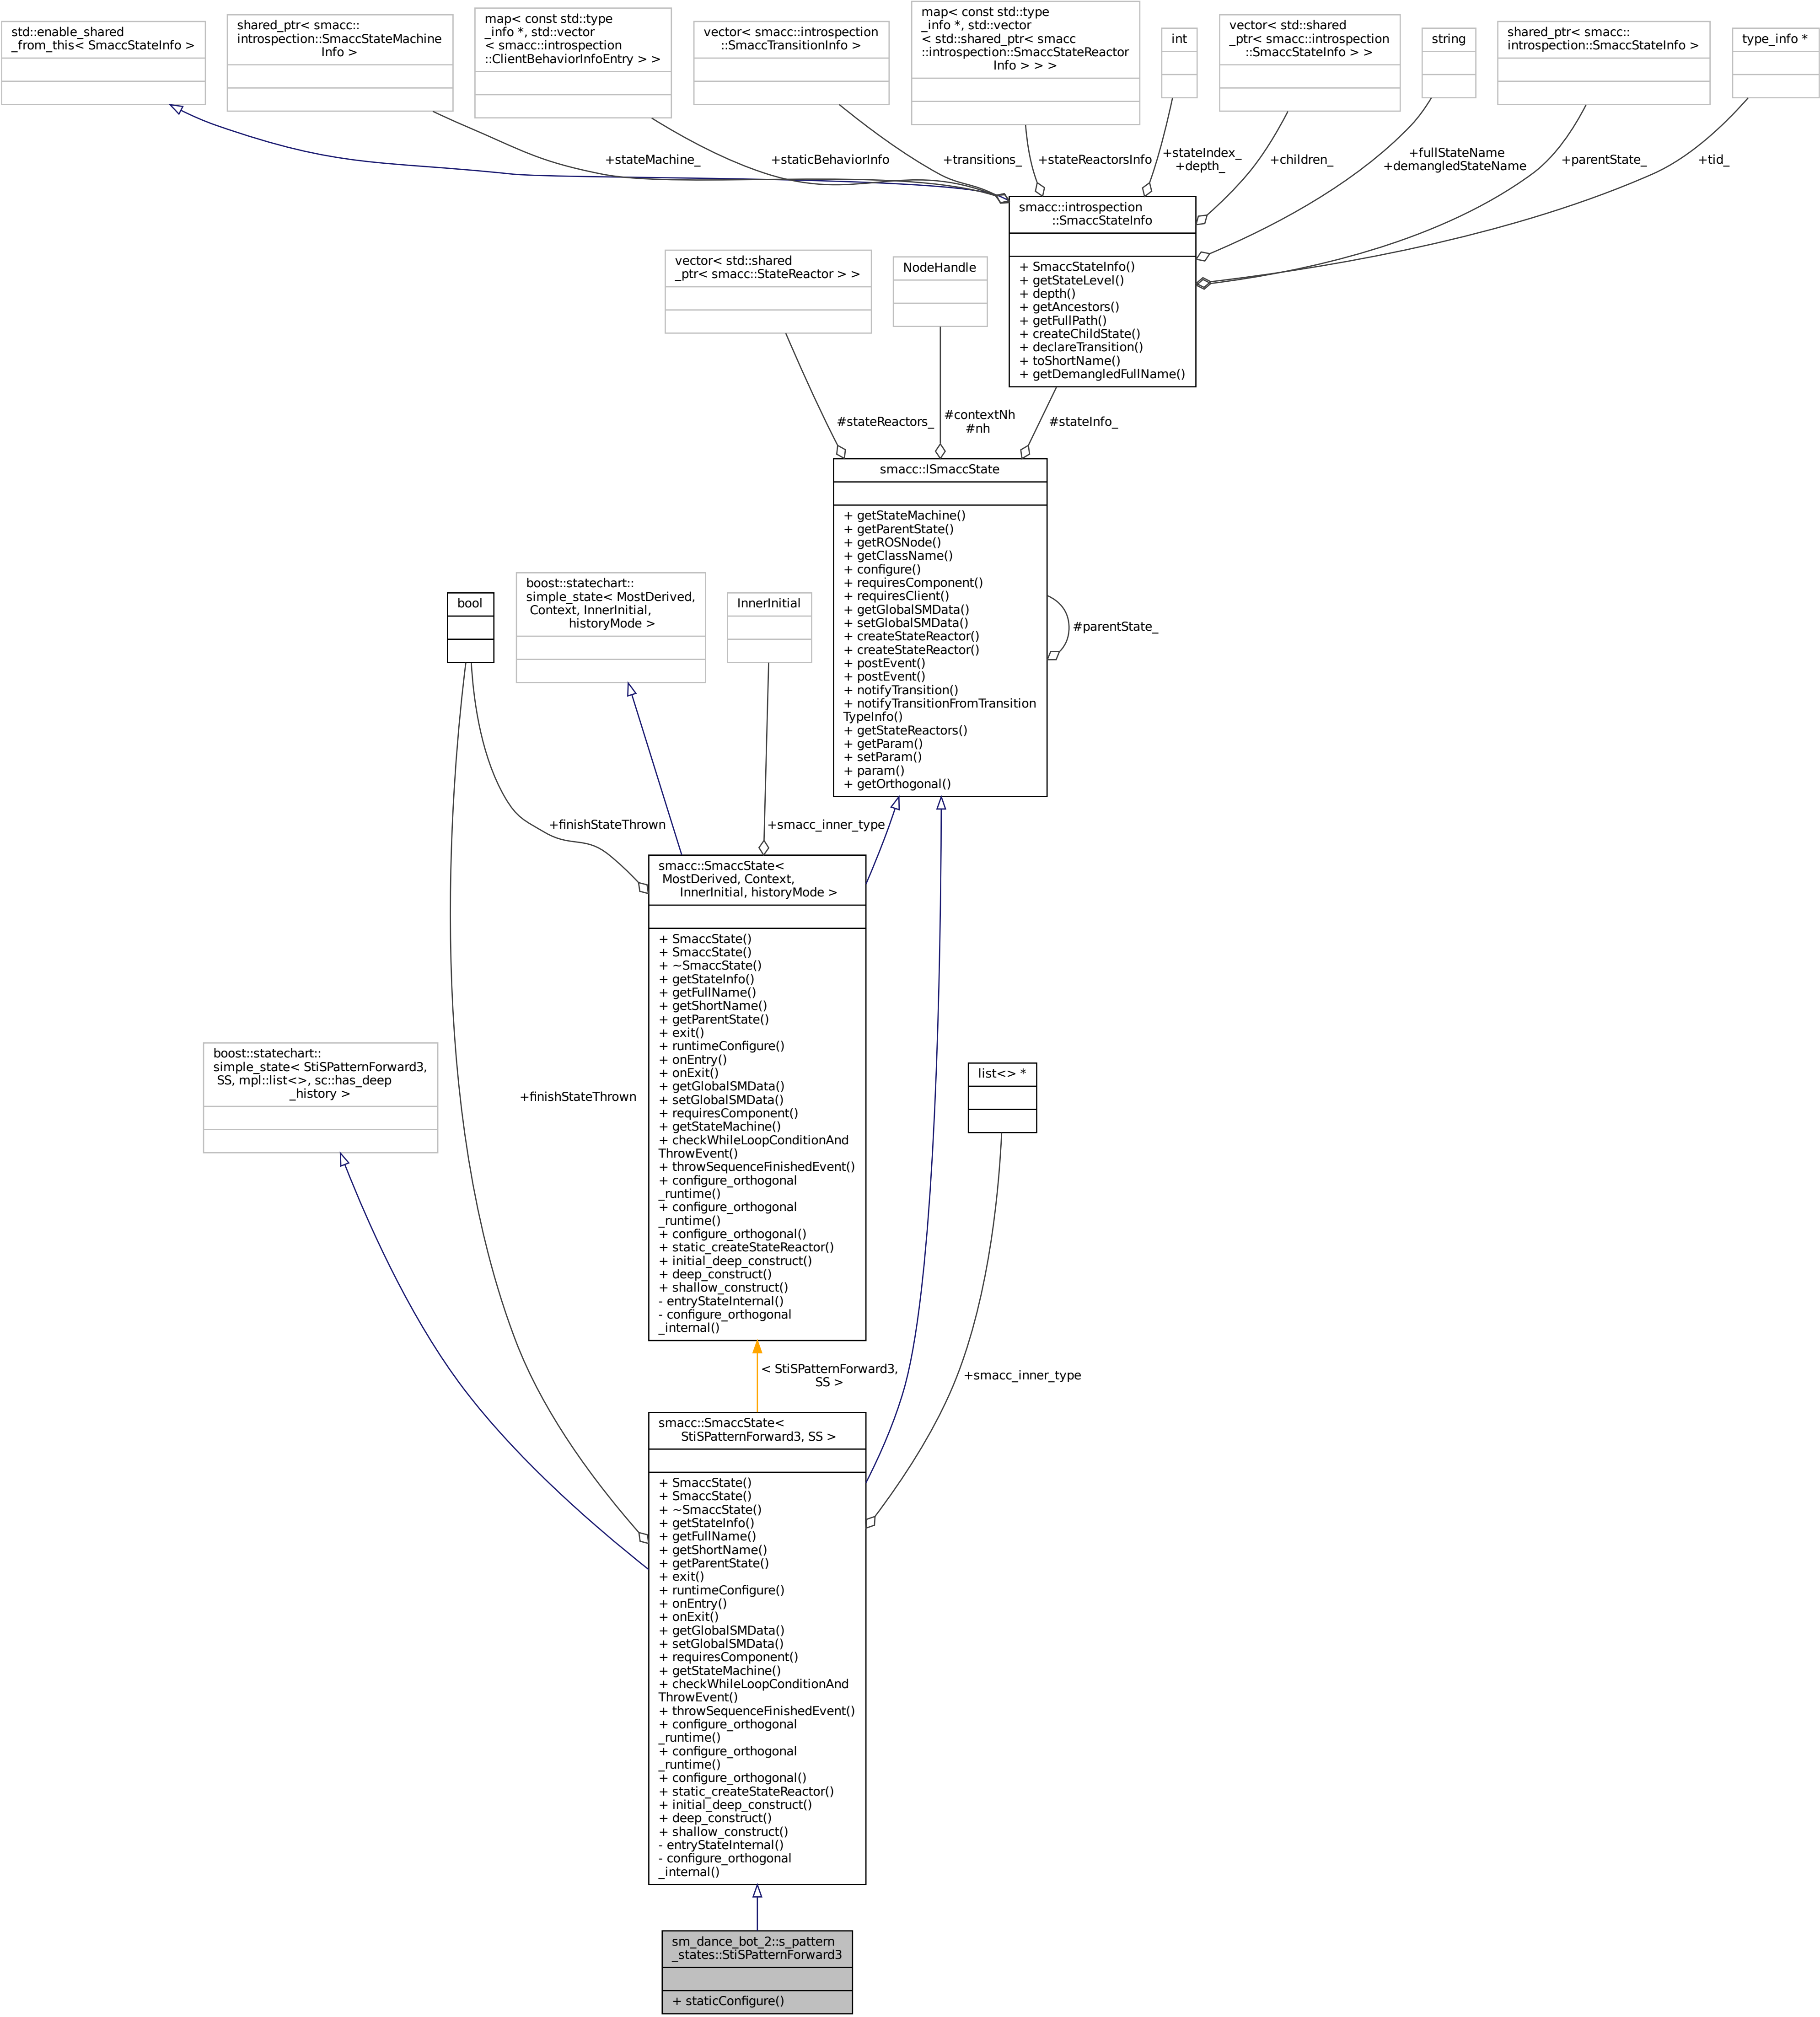 std::enable_shared
_from_this< SmaccStateInfo >
shared_ptr< smacc::
introspection::SmaccStateMachine
Info >
map< const std::type
_info *, std::vector
< smacc::introspection
::ClientBehaviorInfoEntry > >
vector< smacc::introspection
::SmaccTransitionInfo >
map< const std::type
_info *, std::vector
< std::shared_ptr< smacc
::introspection::SmaccStateReactor
Info > > >
int
vector< std::shared
_ptr< smacc::introspection
::SmaccStateInfo > >
string
shared_ptr< smacc::
introspection::SmaccStateInfo >
type_info *
+stateMachine_
+staticBehaviorInfo
+transitions_
+stateReactorsInfo
+stateIndex_
+depth_
+children_
+fullStateName
+demangledStateName
+parentState_
+tid_
smacc::introspection
::SmaccStateInfo
+ SmaccStateInfo()
+ getStateLevel()
+ depth()
+ getAncestors()
+ getFullPath()
+ createChildState()
+ declareTransition()
+ toShortName()
+ getDemangledFullName()
vector< std::shared
_ptr< smacc::StateReactor > >
NodeHandle
#stateReactors_
#contextNh
#nh
#stateInfo_
smacc::ISmaccState
+ getStateMachine()
+ getParentState()
+ getROSNode()
+ getClassName()
+ configure()
+ requiresComponent()
+ requiresClient()
+ getGlobalSMData()
+ setGlobalSMData()
+ createStateReactor()
+ createStateReactor()
+ postEvent()
+ postEvent()
+ notifyTransition()
+ notifyTransitionFromTransition
TypeInfo()
+ getStateReactors()
+ getParam()
+ setParam()
+ param()
+ getOrthogonal()
#parentState_
bool
boost::statechart::
simple_state< MostDerived,
Context, InnerInitial,
historyMode >
InnerInitial
+finishStateThrown
+smacc_inner_type
smacc::SmaccState<
MostDerived, Context,
InnerInitial, historyMode >
+ SmaccState()
+ SmaccState()
+ ~SmaccState()
+ getStateInfo()
+ getFullName()
+ getShortName()
+ getParentState()
+ exit()
+ runtimeConfigure()
+ onEntry()
+ onExit()
+ getGlobalSMData()
+ setGlobalSMData()
+ requiresComponent()
+ getStateMachine()
+ checkWhileLoopConditionAnd
ThrowEvent()
+ throwSequenceFinishedEvent()
+ configure_orthogonal
_runtime()
+ configure_orthogonal
_runtime()
+ configure_orthogonal()
+ static_createStateReactor()
+ initial_deep_construct()
+ deep_construct()
+ shallow_construct()
- entryStateInternal()
- configure_orthogonal
_internal()
boost::statechart::
simple_state< StiSPatternForward3,
SS, mpl::list<>, sc::has_deep
_history >
+finishStateThrown
list<> *
< StiSPatternForward3,
SS >
+smacc_inner_type
smacc::SmaccState<
StiSPatternForward3, SS >
+ SmaccState()
+ SmaccState()
+ ~SmaccState()
+ getStateInfo()
+ getFullName()
+ getShortName()
+ getParentState()
+ exit()
+ runtimeConfigure()
+ onEntry()
+ onExit()
+ getGlobalSMData()
+ setGlobalSMData()
+ requiresComponent()
+ getStateMachine()
+ checkWhileLoopConditionAnd
ThrowEvent()
+ throwSequenceFinishedEvent()
+ configure_orthogonal
_runtime()
+ configure_orthogonal
_runtime()
+ configure_orthogonal()
+ static_createStateReactor()
+ initial_deep_construct()
+ deep_construct()
+ shallow_construct()
- entryStateInternal()
- configure_orthogonal
_internal()
sm_dance_bot_2::s_pattern
_states::StiSPatternForward3
+ staticConfigure()